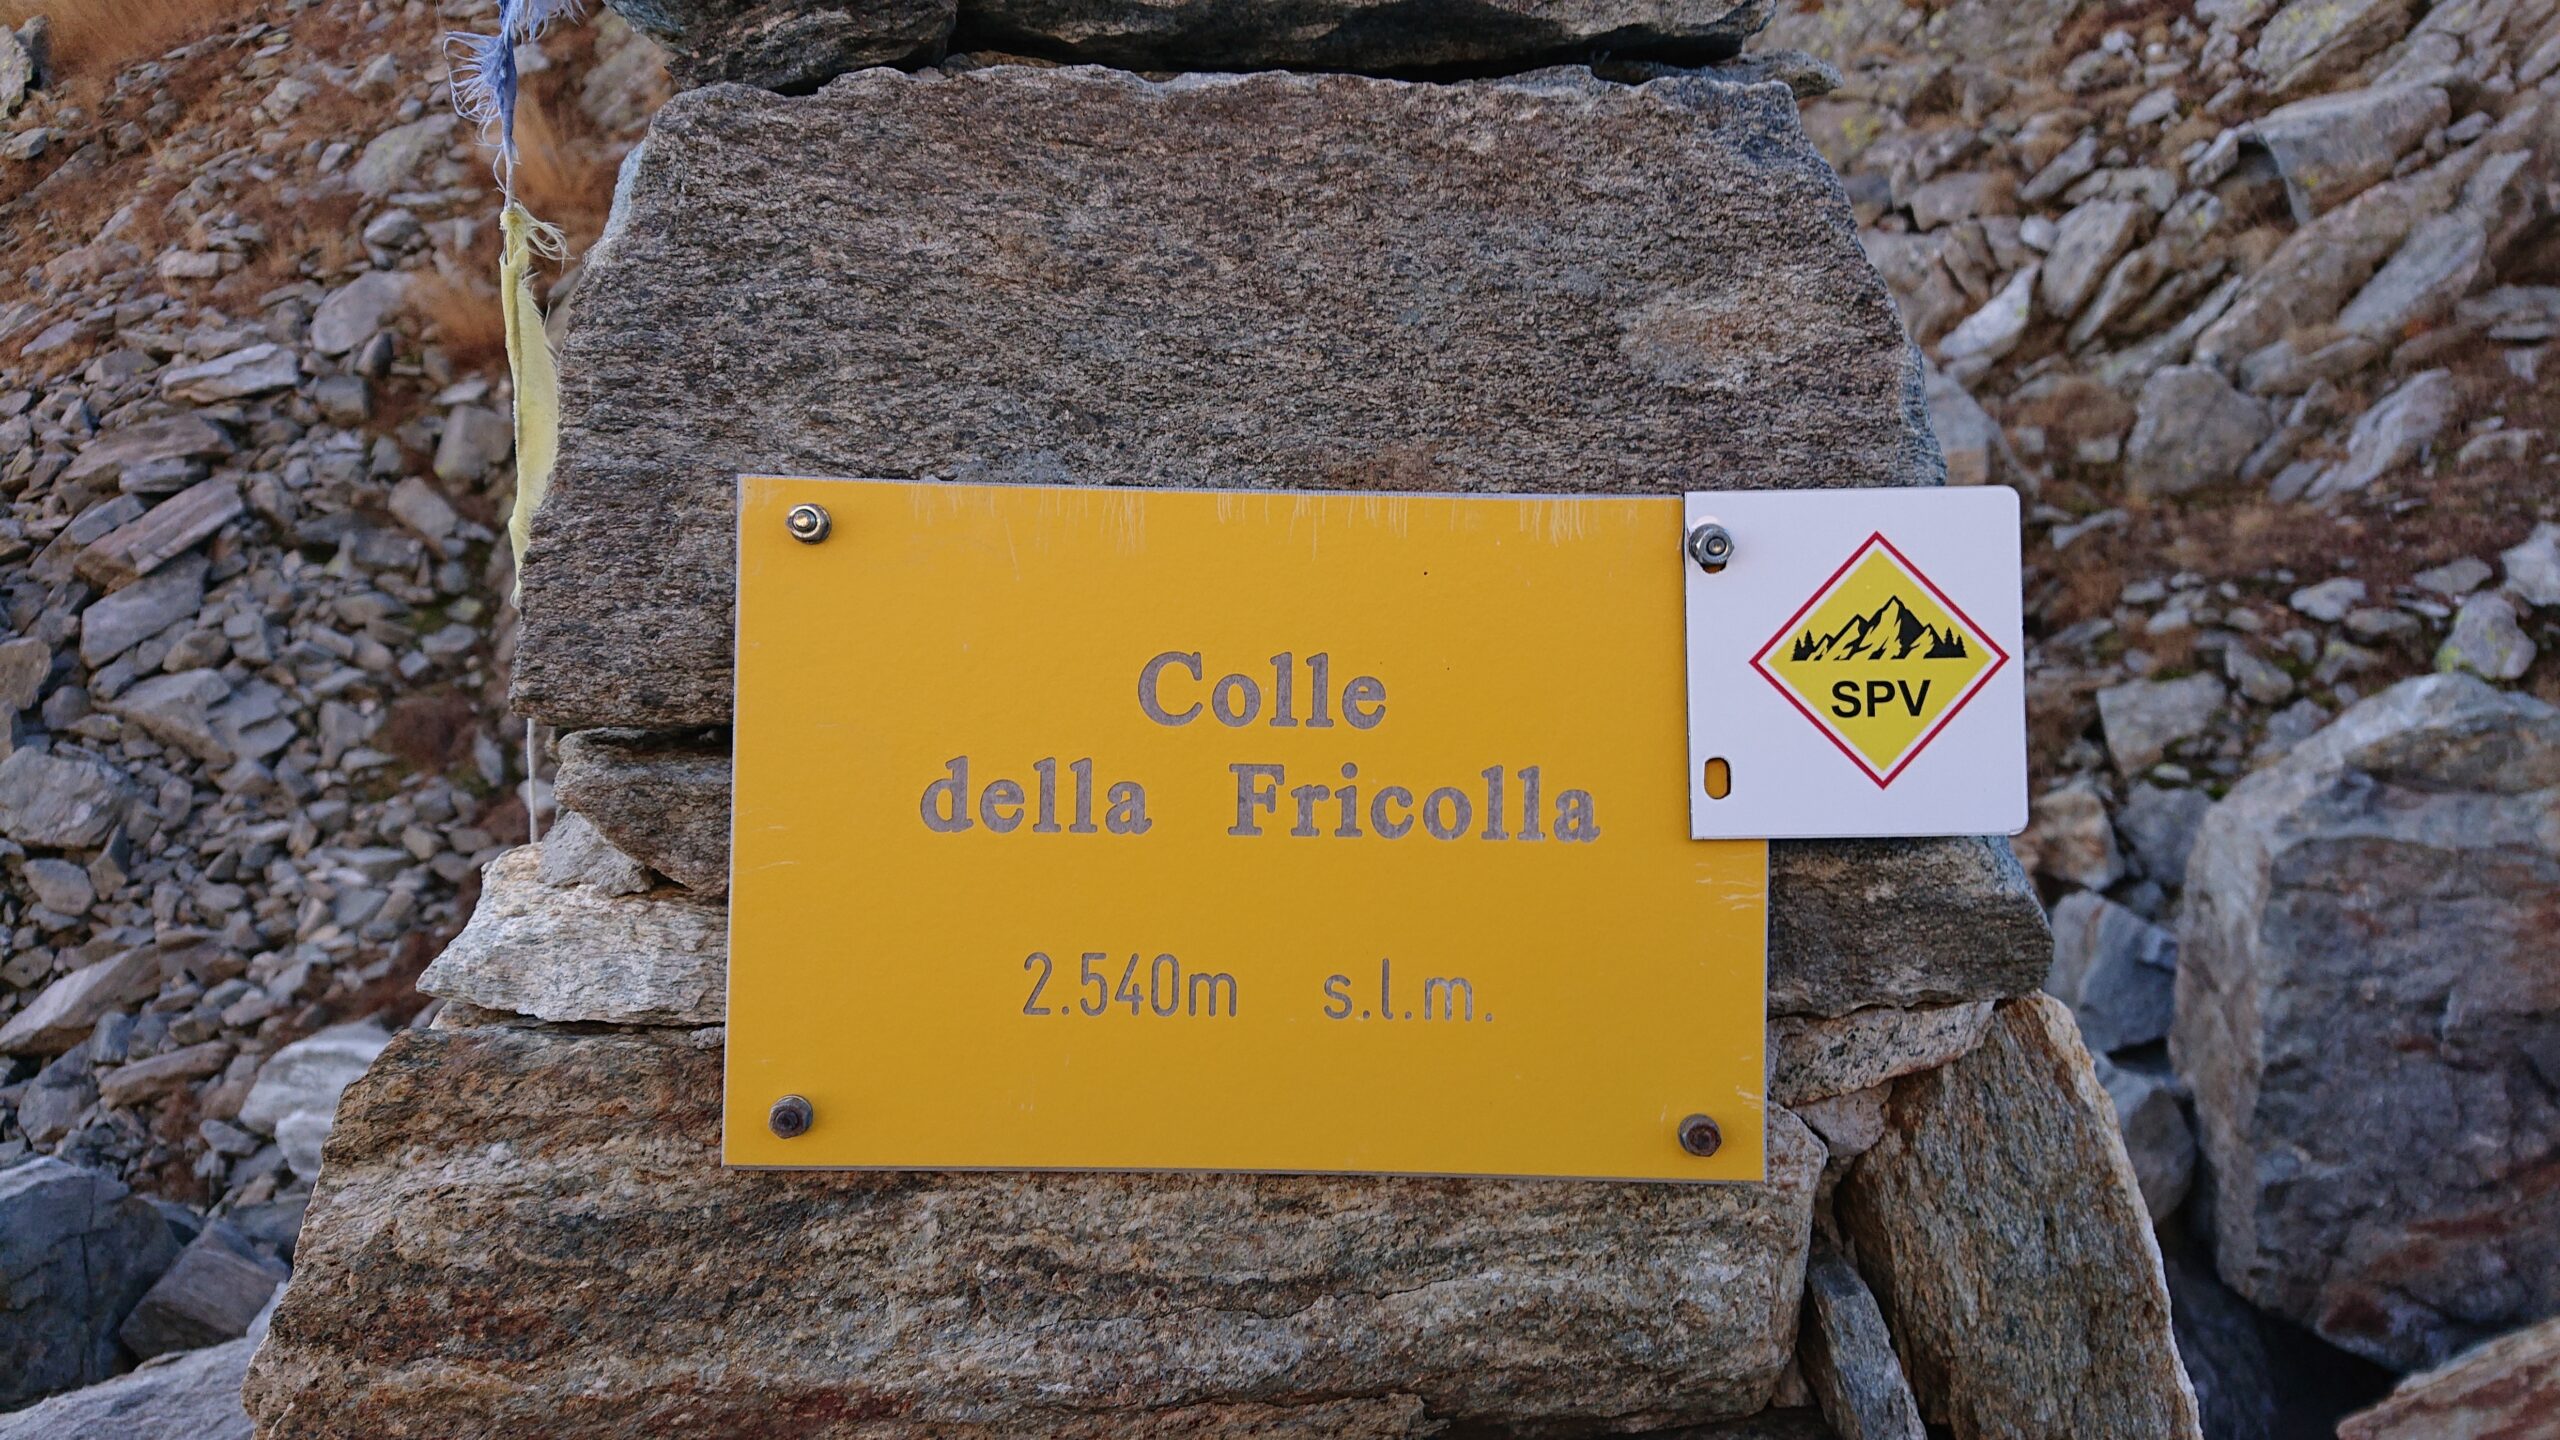 Colle
della Fricolla
2.540m s.l.m.
SPV